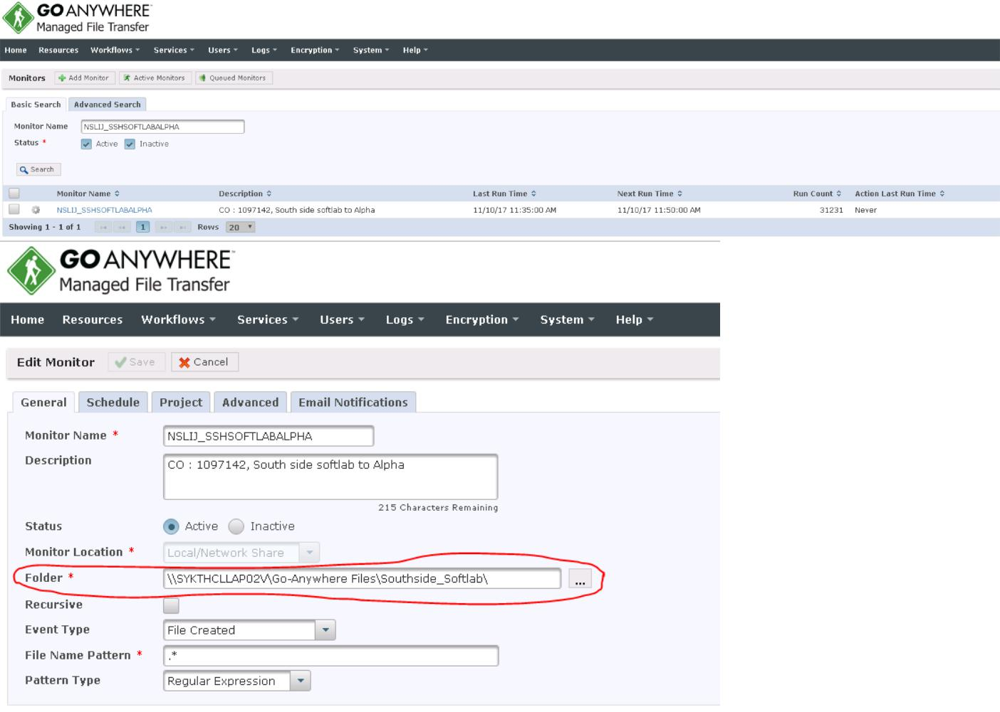 GO ANYWHERE™
Managed File Transfer
Home Resources Workflows Services Users Logs Encryption System Help
Monitors Add Monitor Active Monitors Queued Monitors
Basic Search Advanced Search
Monitor Name NSLIJ_SSHSOFTLABALPHA
Status * Active Inactive
Search
Monitor Name Description Last Run Time Next Run Time Run Count Action Last Run Time
NSLIJ_SSHSOFTLABALPHA CO : 1097142, South side softlab to Alpha 11/10/17 11:35:00 AM 11/10/17 11:50:00 AM 31231 Never
Showing 1 - 1 of 1 1 Rows 20
GO ANYWHERE™
Managed File Transfer
Home Resources Workflows Services Users Logs Encryption System Help
Edit Monitor Save Cancel
General Schedule Project Advanced Email Notifications
Monitor Name * NSLIJ_SSHSOFTLABALPHA
Description CO : 1097142, South side softlab to Alpha
215 Characters Remaining
Status Active Inactive
Monitor Location * Local/Network Share
Folder * \\SYKTHCLLAP02V\Go-Anywhere Files\Southside_Softlab\ ...
Recursive
Event Type File Created
File Name Pattern * .*
Pattern Type Regular Expression